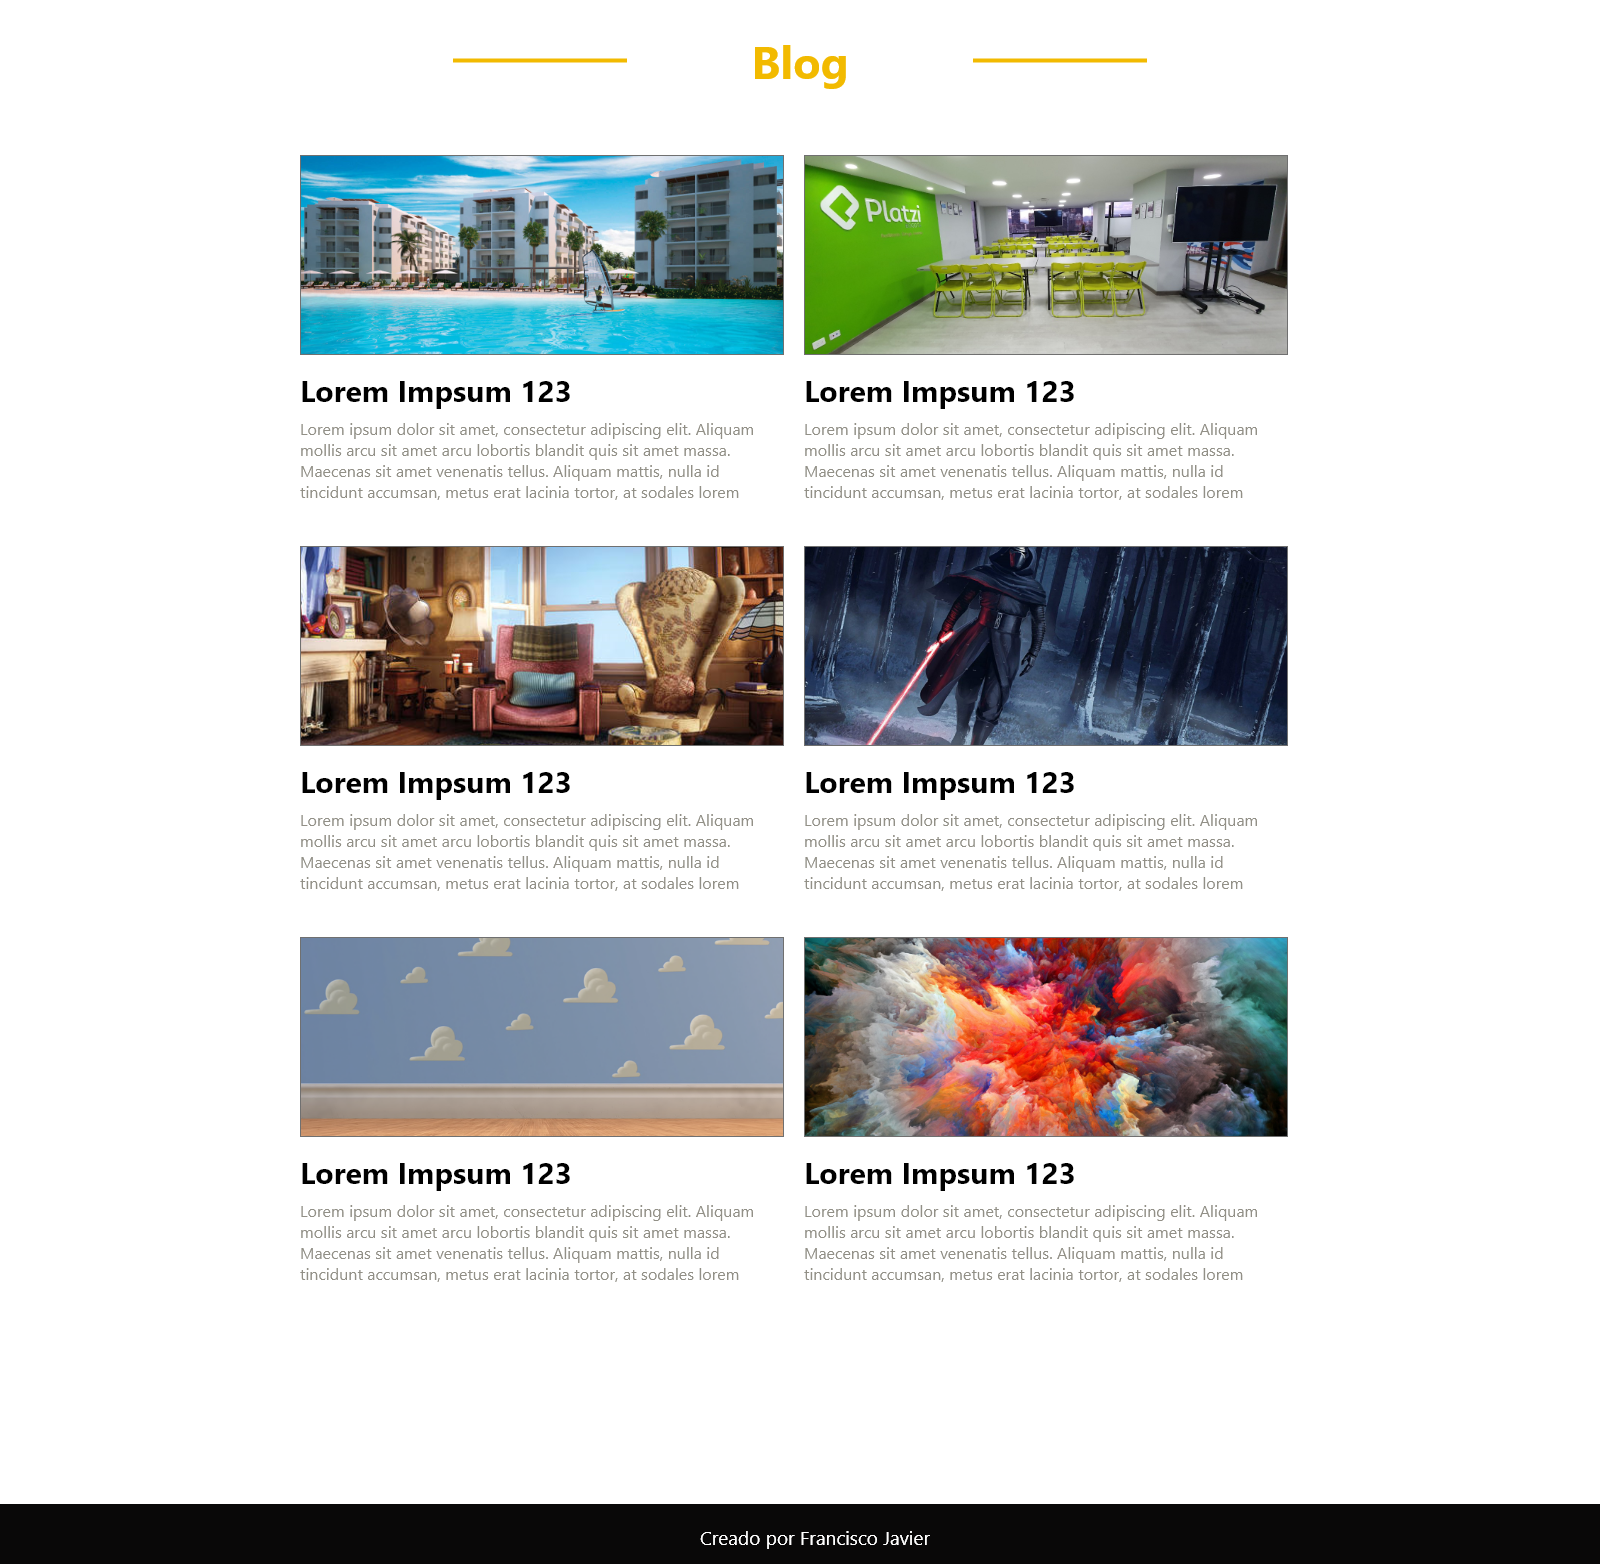 Blog
Platzi
Lorem Impsum 123
Lorem ipsum dolor sit amet, consectetur adipiscing elit. Aliquam
mollis arcu sit amet arcu lobortis blandit quis sit amet massa.
Maecenas sit amet venenatis tellus. Aliquam mattis, nulla id
tincidunt accumsan, metus erat lacinia tortor, at sodales lorem
Lorem Impsum 123
Lorem ipsum dolor sit amet, consectetur adipiscing elit. Aliquam
mollis arcu sit amet arcu lobortis blandit quis sit amet massa.
Maecenas sit amet venenatis tellus. Aliquam mattis, nulla id
tincidunt accumsan, metus erat lacinia tortor, at sodales lorem
Lorem Impsum 123
Lorem ipsum dolor sit amet, consectetur adipiscing elit. Aliquam
mollis arcu sit amet arcu lobortis blandit quis sit amet massa.
Maecenas sit amet venenatis tellus. Aliquam mattis, nulla id
tincidunt accumsan, metus erat lacinia tortor, at sodales lorem
Lorem Impsum 123
Lorem ipsum dolor sit amet, consectetur adipiscing elit. Aliquam
mollis arcu sit amet arcu lobortis blandit quis sit amet massa.
Maecenas sit amet venenatis tellus. Aliquam mattis, nulla id
tincidunt accumsan, metus erat lacinia tortor, at sodales lorem
Lorem Impsum 123
Lorem ipsum dolor sit amet, consectetur adipiscing elit. Aliquam
mollis arcu sit amet arcu lobortis blandit quis sit amet massa.
Maecenas sit amet venenatis tellus. Aliquam mattis, nulla id
tincidunt accumsan, metus erat lacinia tortor, at sodales lorem
Lorem Impsum 123
Lorem ipsum dolor sit amet, consectetur adipiscing elit. Aliquam
mollis arcu sit amet arcu lobortis blandit quis sit amet massa.
Maecenas sit amet venenatis tellus. Aliquam mattis, nulla id
tincidunt accumsan, metus erat lacinia tortor, at sodales lorem
Creado por Francisco Javier